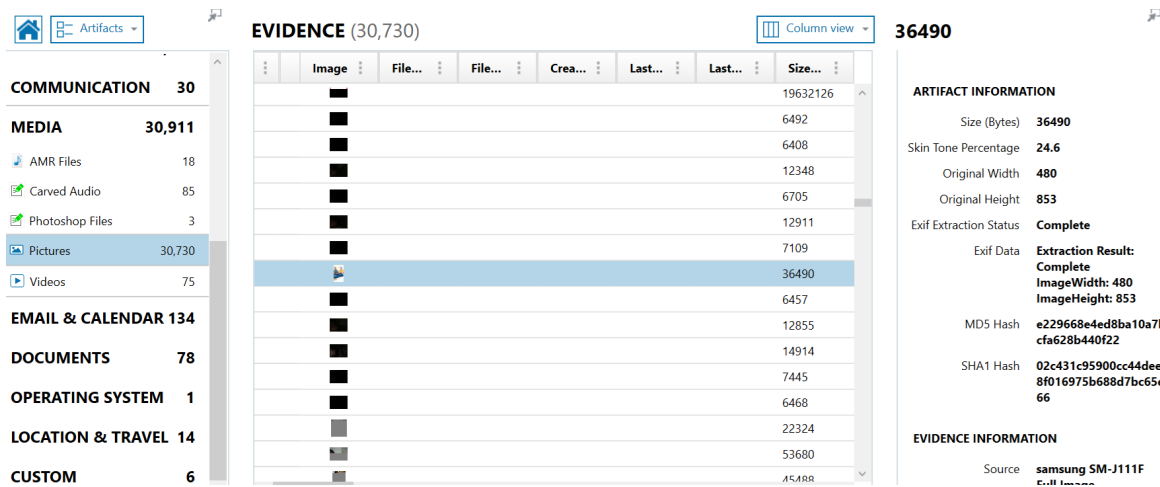 Artifacts
EVIDENCE (30,730)
Column view
36490
Image File... File... Crea... Last... Last... Size...
COMMUNICATION 30
MEDIA 30,911
AMR Files 18
Carved Audio 85
Photoshop Files 3
Pictures 30,730
Videos 75
EMAIL & CALENDAR 134
DOCUMENTS 78
OPERATING SYSTEM 1
LOCATION & TRAVEL 14
CUSTOM 6
19632126
6492
6408
12348
6705
12911
7109
36490
6457
12855
14914
7445
6468
22324
53680
45488
ARTIFACT INFORMATION
Size (Bytes) 36490
Skin Tone Percentage 24.6
Original Width 480
Original Height 853
Exif Extraction Status Complete
Exif Data Extraction Result:
Complete
ImageWidth: 480
ImageHeight: 853
MD5 Hash e229668e4ed8ba10a7
cfa628b440f22
SHA1 Hash 02c431c95900cc44dee
8f016975b688d7bc65
66
EVIDENCE INFORMATION
Source samsung SM-J111F
Full Image